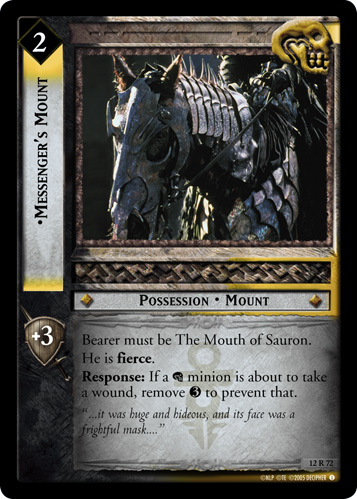 2
•Messenger's Mount
Possession • Mount
+3
Bearer must be The Mouth of Sauron.
He is fierce.
Response: If a minion is about to take
a wound, remove 3 to prevent that.
"...it was huge and hideous, and its face was a
frightful mask...."
12 R 72
©NLP ©TE ©2005 DECIPHER